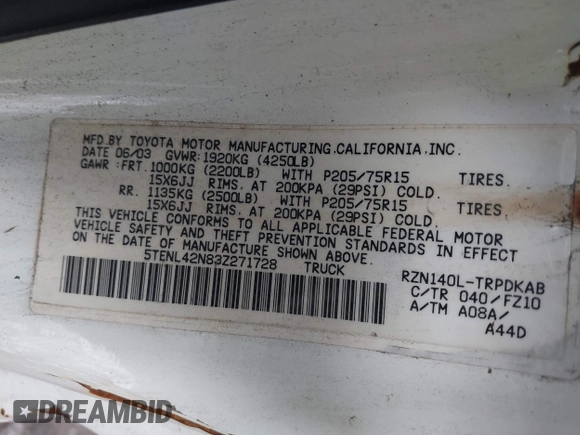 MFD.BY TOYOTA MOTOR MANUFACTURING.CALIFORNIA.INC.
DATE 06/03 GVWR:1920KG (4250LB)
GAWR:FRT.1000KG (2200LB) WITH P205/75R15 TIRES.
15X6JJ RIMS. AT 200KPA (29PSI) COLD.
RR. 1135KG (2500LB) WITH P205/75R15 TIRES.
15X6JJ RIMS. AT 200KPA (29PSI) COLD.
THIS VEHICLE CONFORMS TO ALL APPLICABLE FEDERAL MOTOR
VEHICLE SAFETY AND THEFT PREVENTION STANDARDS IN EFFECT
ON THE DATE OF MANUFACTURE SHOWN ABOVE.
5TENL42N83Z271728 TRUCK
RZN140L-TRPDKAB
C/TR 040/FZ10
A/TM A08A/
A44D
DREAMBID